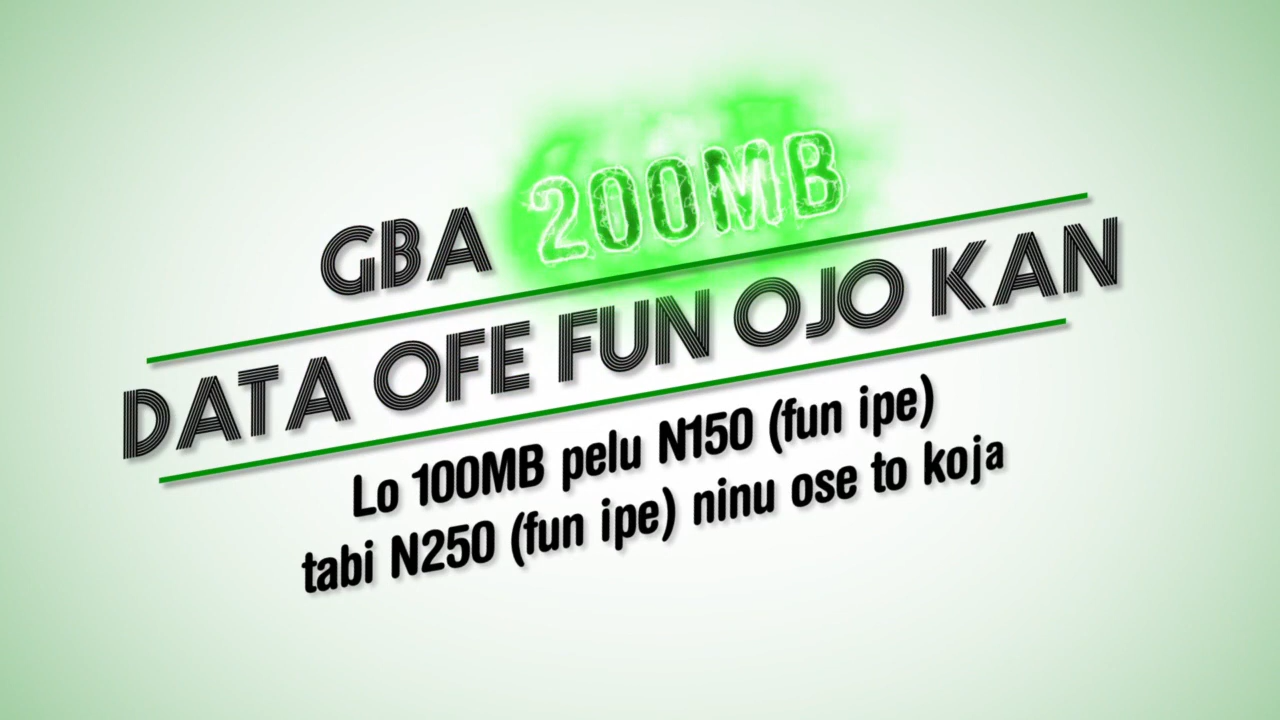 GBA 200MB
DATA OFE FUN OJO KAN
Lo 100MB pelu N150 (fun ipe)
tabi N250 (fun ipe) ninu ose to koja